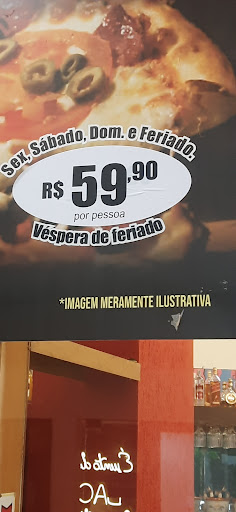 Sex, Sábado, Dom. e Feriado.
R$ 59,90
por pessoa
Véspera de feriado
*IMAGEM MERAMENTE ILUSTRATIVA